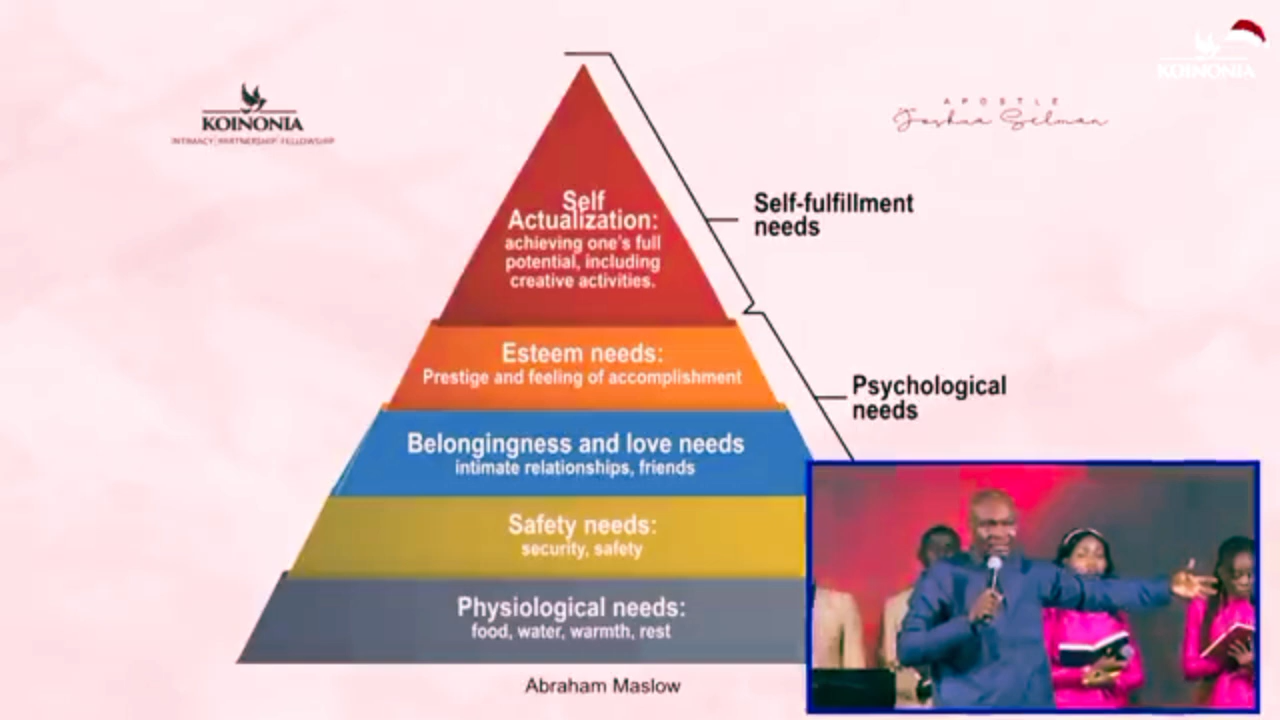 KOINONIA
KOINONIA
INTIMACY | PARTNERSHIP | FELLOWSHIP
APOSTLE
Joshua Selman
Self
Actualization:
achieving one's full
potential, including
creative activities.
Self-fulfillment
needs
Esteem needs:
Prestige and feeling of accomplishment
Psychological
needs
Belongingness and love needs
intimate relationships, friends
Safety needs:
security, safety
Physiological needs:
food, water, warmth, rest
Abraham Maslow